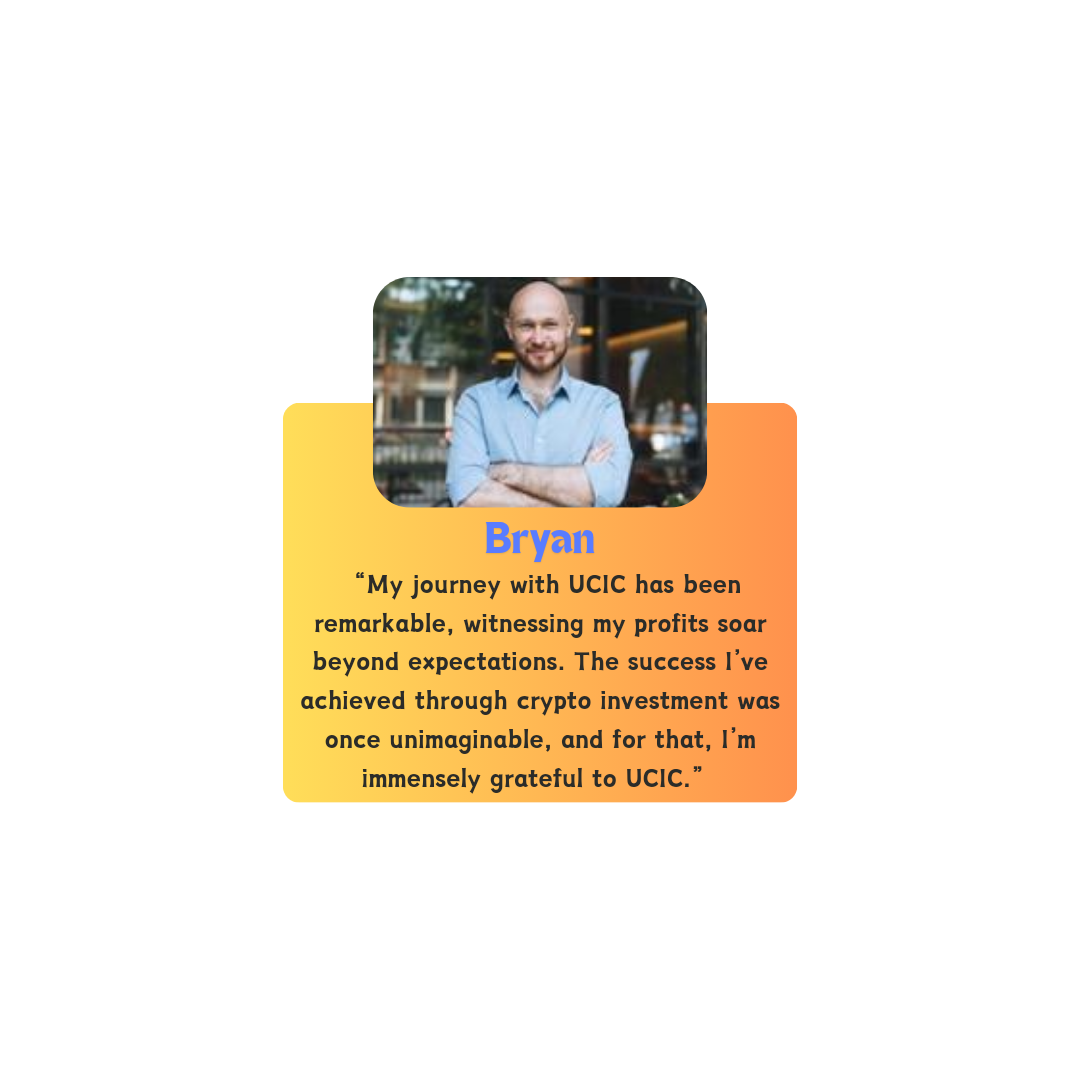 Bryan
“My journey with UCIC has been
remarkable, witnessing my profits soar
beyond expectations. The success I’ve
achieved through crypto investment was
once unimaginable, and for that, I’m
immensely grateful to UCIC.”